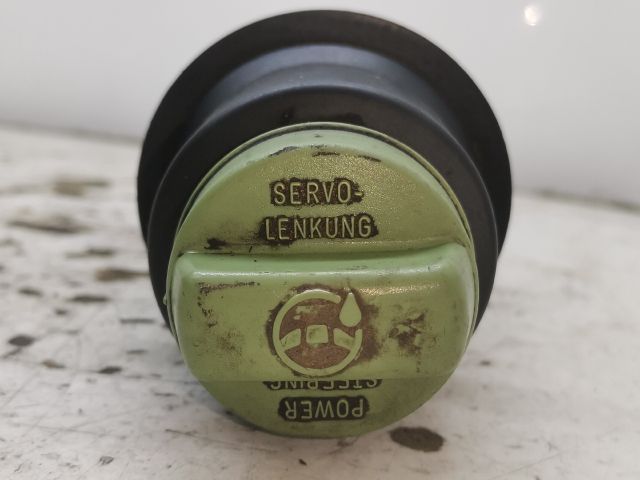 SERVO-
LENKUNG
POWER
STEERING